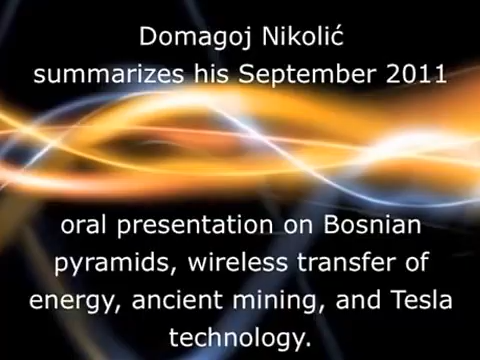 Domagoj Nikolić
summarizes his September 2011
oral presentation on Bosnian
pyramids, wireless transfer of
energy, ancient mining, and Tesla
technology.